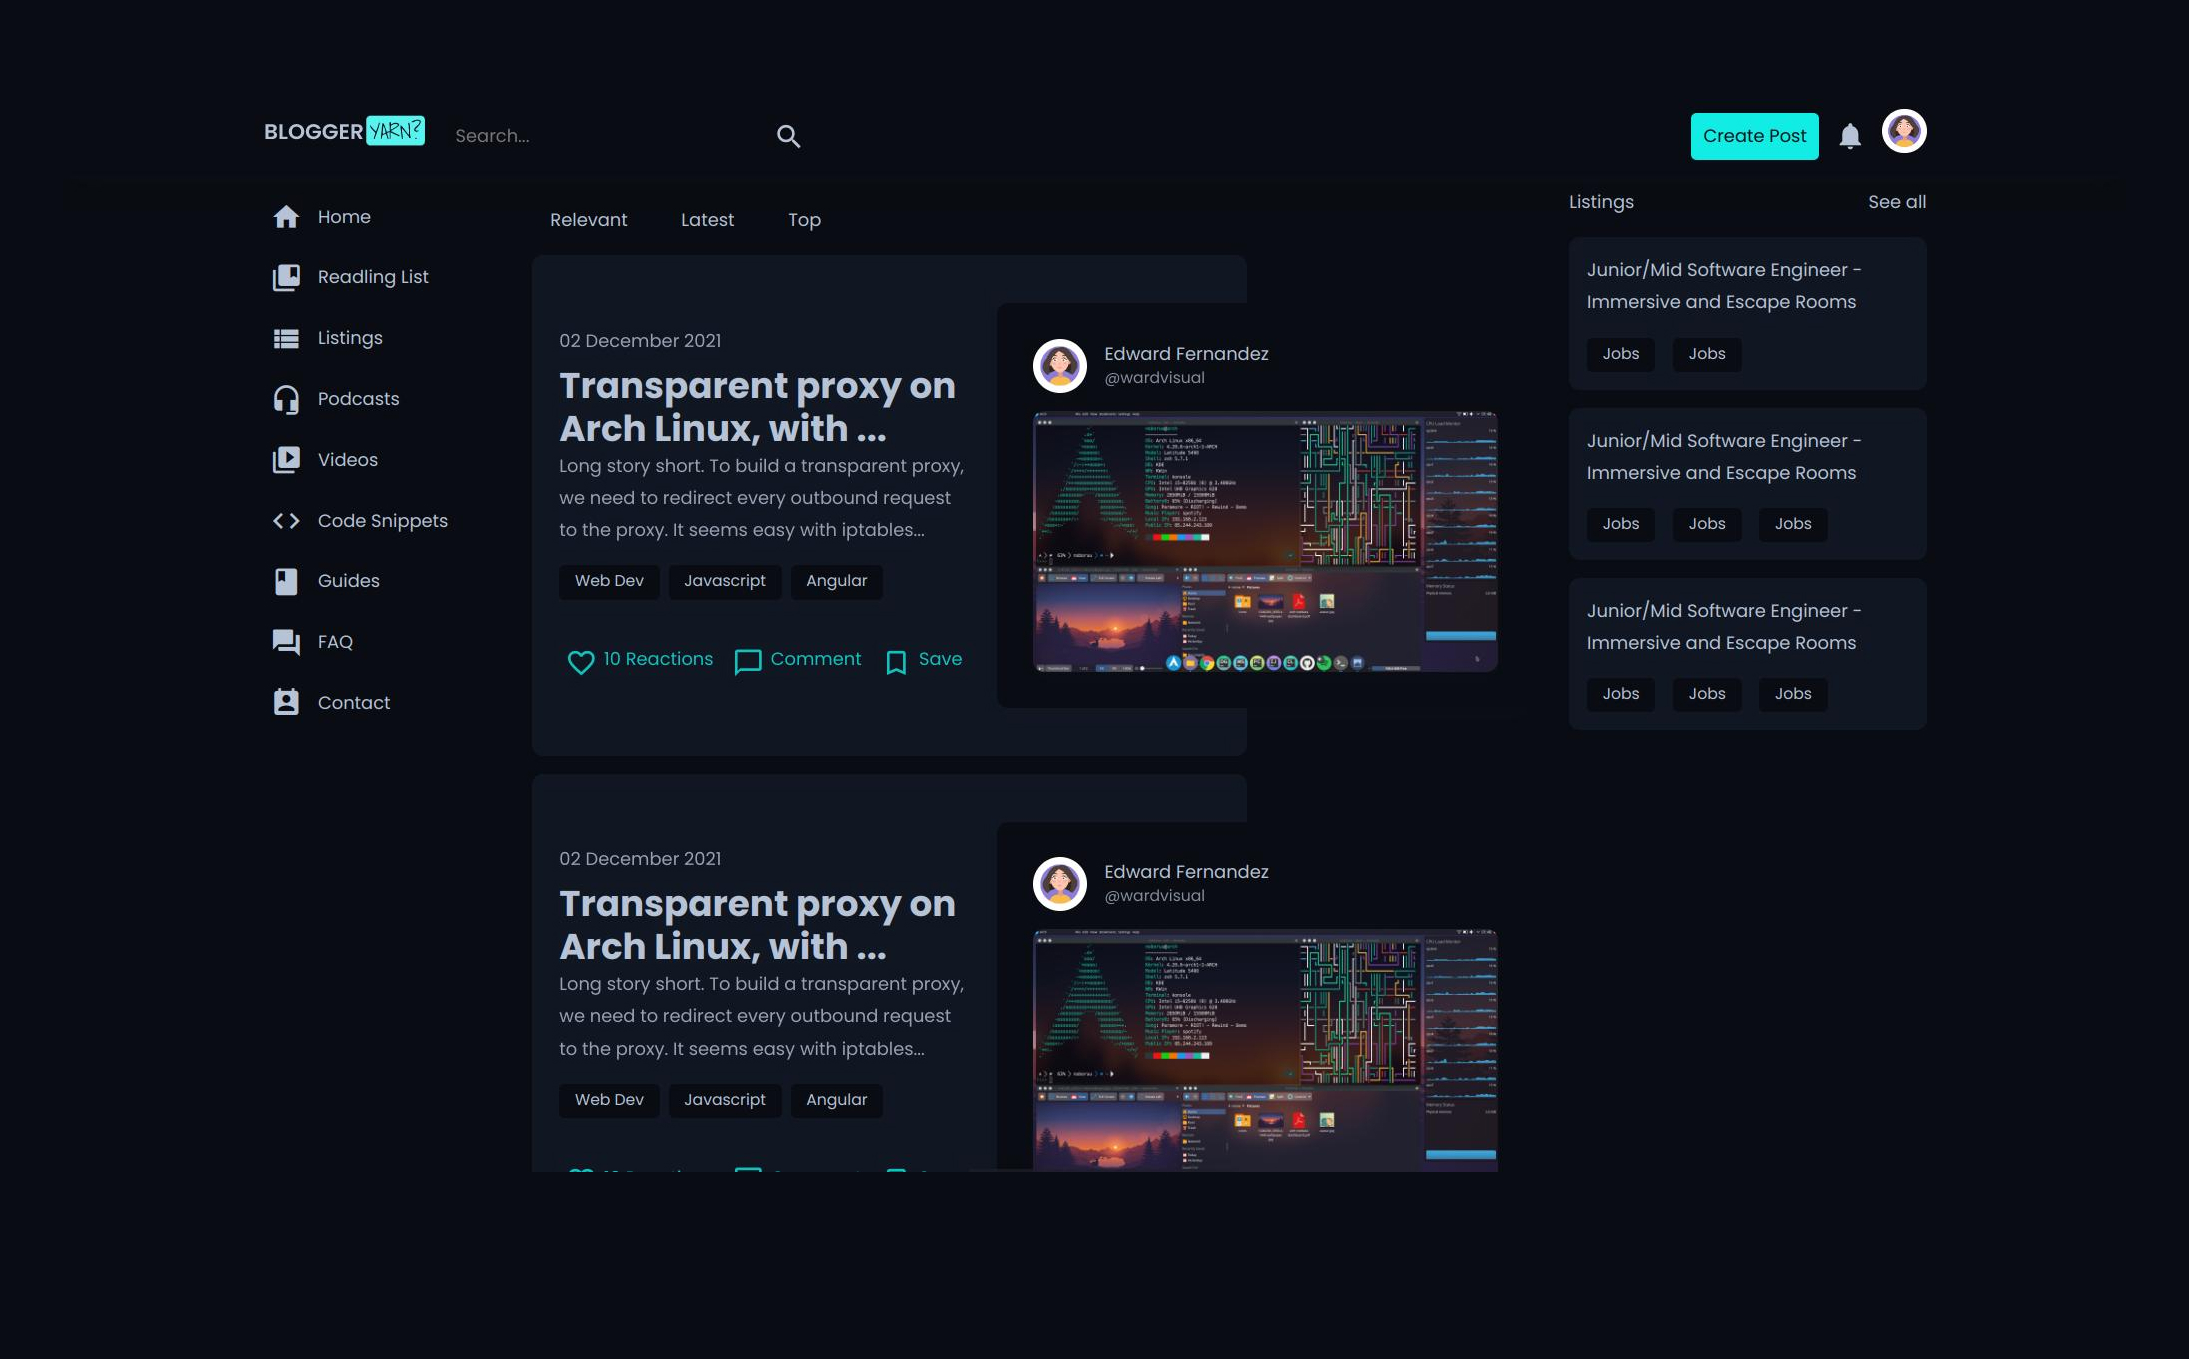 BLOGGER YARN?
Search...
Create Post
Home
Readling List
Listings
Podcasts
Videos
Code Snippets
Guides
FAQ
Contact
Relevant
Latest
Top
02 December 2021
Transparent proxy on
Arch Linux, with ...
Long story short. To build a transparent proxy,
we need to redirect every outbound request
to the proxy. It seems easy with iptables...
Web Dev
Javascript
Angular
10 Reactions
Comment
Save
Edward Fernandez
@wardvisual
02 December 2021
Transparent proxy on
Arch Linux, with ...
Long story short. To build a transparent proxy,
we need to redirect every outbound request
to the proxy. It seems easy with iptables...
Web Dev
Javascript
Angular
Edward Fernandez
@wardvisual
Listings
See all
Junior/Mid Software Engineer -
Immersive and Escape Rooms
Jobs
Jobs
Junior/Mid Software Engineer -
Immersive and Escape Rooms
Jobs
Jobs
Jobs
Junior/Mid Software Engineer -
Immersive and Escape Rooms
Jobs
Jobs
Jobs